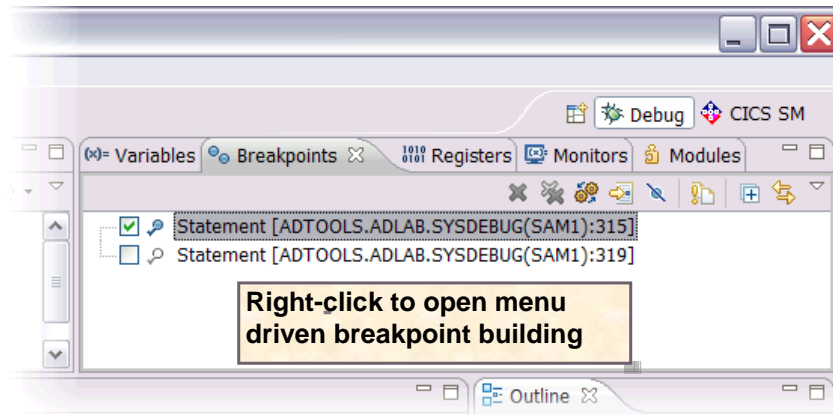 Debug CICS SM
(x)= Variables Breakpoints Registers Monitors Modules
Statement [ADTOOLS.ADLAB.SYSDEBUG(SAM1):315]
Statement [ADTOOLS.ADLAB.SYSDEBUG(SAM1):319]
Right-click to open menu
driven breakpoint building
Outline